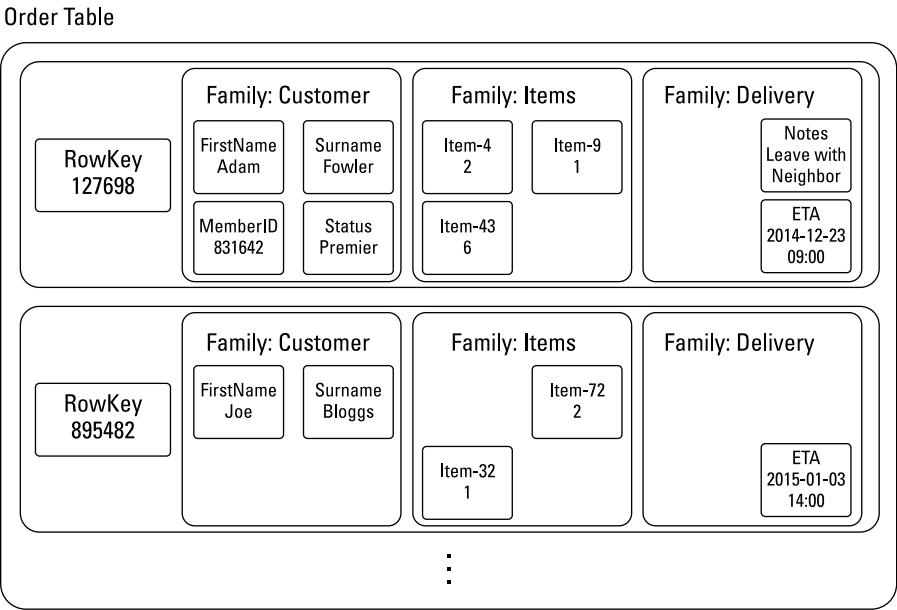 Order Table
RowKey
127698
Family: Customer
FirstName
Adam
Surname
Fowler
MemberID
831642
Status
Premier
Family: Items
Item-4
2
Item-9
1
Item-43
6
Family: Delivery
Notes
Leave with
Neighbor
ETA
2014-12-23
09:00
RowKey
895482
Family: Customer
FirstName
Joe
Surname
Bloggs
Family: Items
Item-72
2
Item-32
1
Family: Delivery
ETA
2015-01-03
14:00